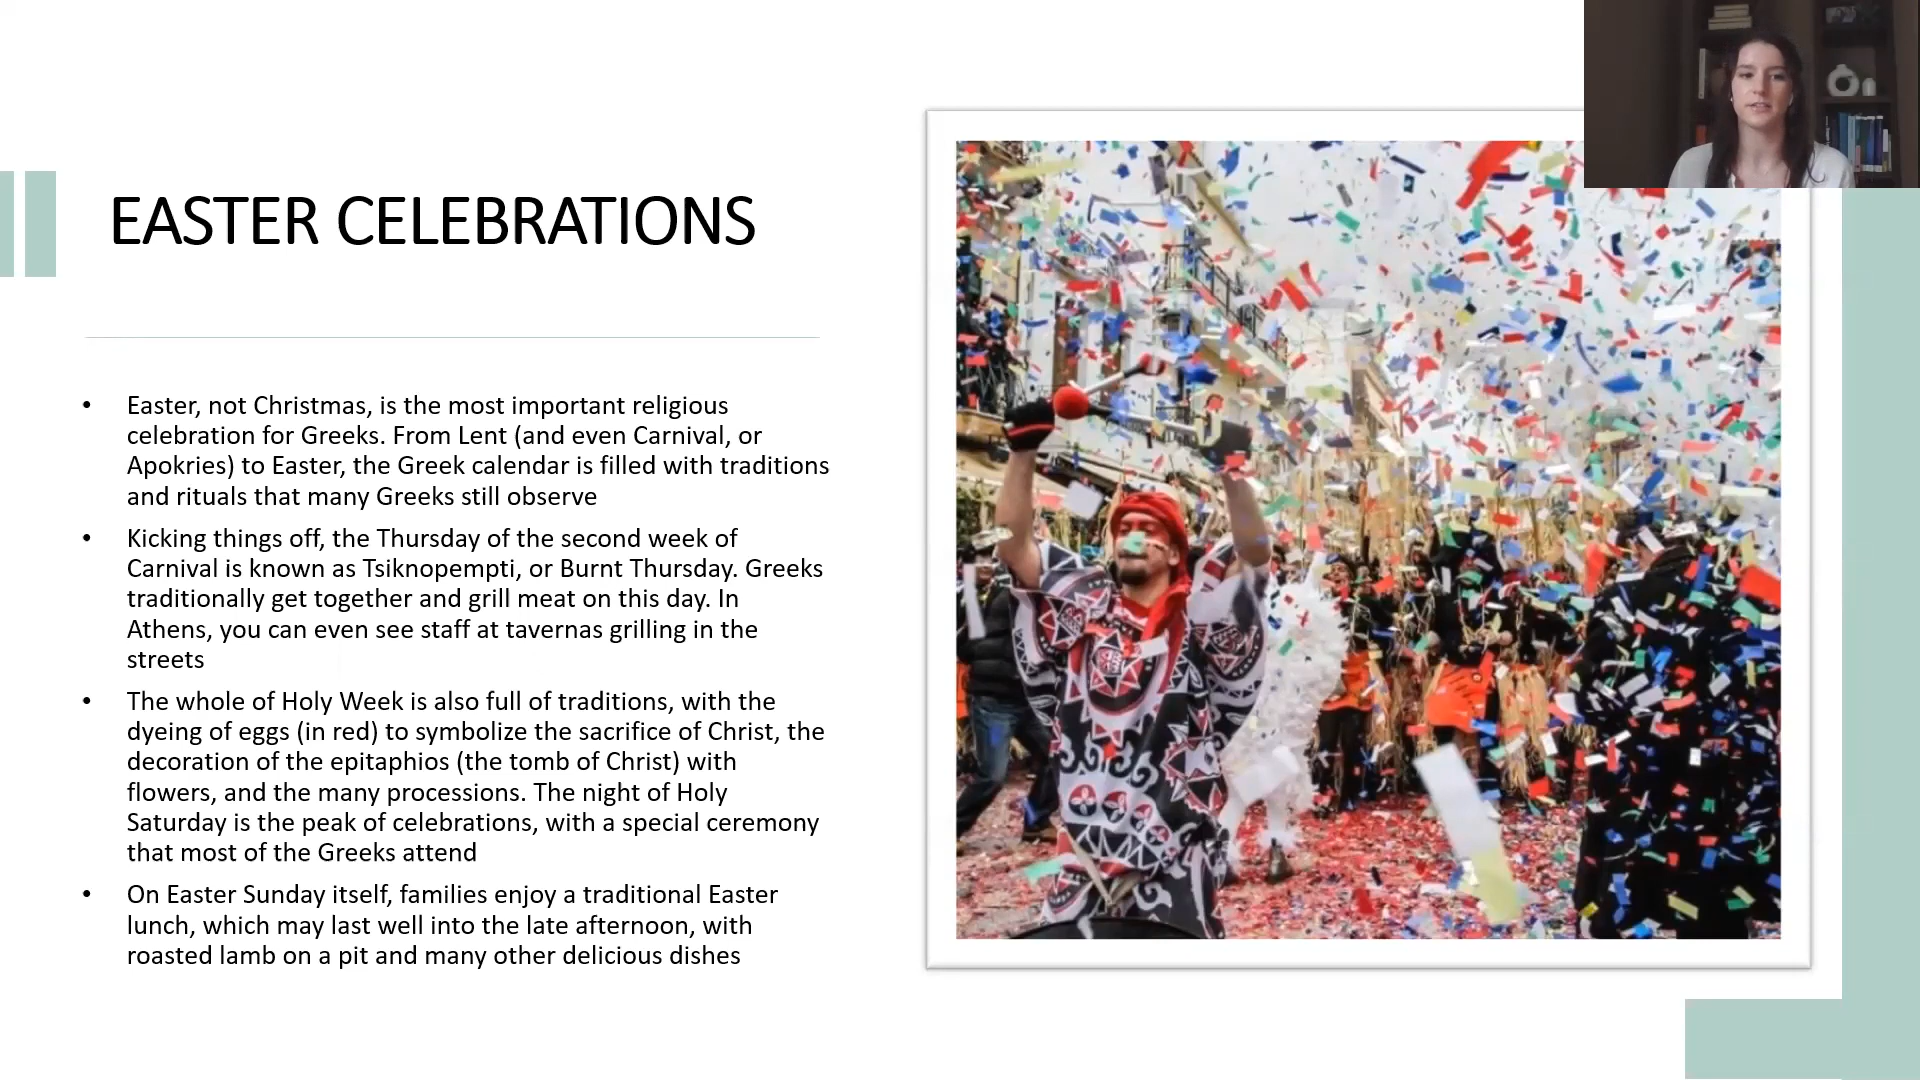 EASTER CELEBRATIONS
• Easter, not Christmas, is the most important religious
celebration for Greeks. From Lent (and even Carnival, or
Apokries) to Easter, the Greek calendar is filled with traditions
and rituals that many Greeks still observe
• Kicking things off, the Thursday of the second week of
Carnival is known as Tsiknopempti, or Burnt Thursday. Greeks
traditionally get together and grill meat on this day. In
Athens, you can even see staff at tavernas grilling in the
streets
• The whole of Holy Week is also full of traditions, with the
dyeing of eggs (in red) to symbolize the sacrifice of Christ, the
decoration of the epitaphios (the tomb of Christ) with
flowers, and the many processions. The night of Holy
Saturday is the peak of celebrations, with a special ceremony
that most of the Greeks attend
• On Easter Sunday itself, families enjoy a traditional Easter
lunch, which may last well into the late afternoon, with
roasted lamb on a pit and many other delicious dishes